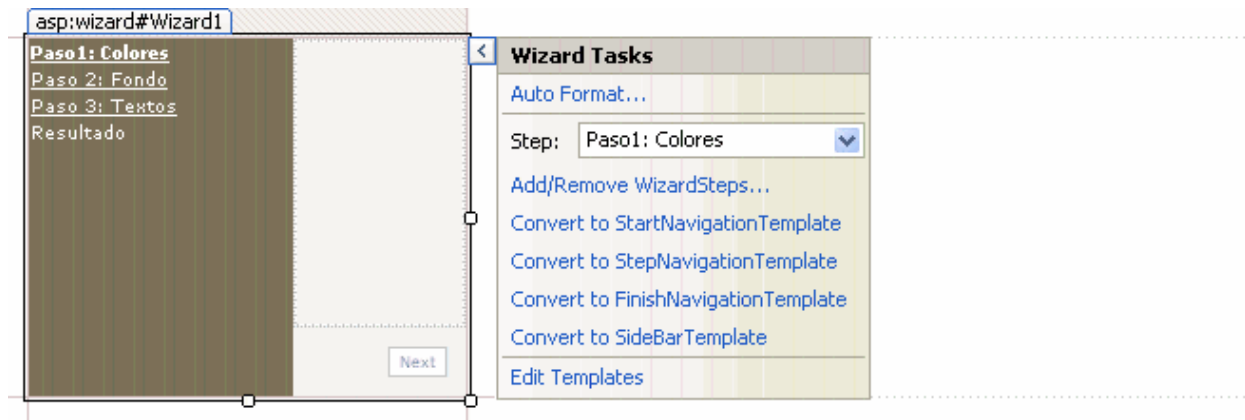 asp:wizard#Wizard1
Paso1: Colores
Paso 2: Fondo
Paso 3: Textos
Resultado
Next
Wizard Tasks
Auto Format...
Step: Paso1: Colores
Add/Remove WizardSteps...
Convert to StartNavigationTemplate
Convert to StepNavigationTemplate
Convert to FinishNavigationTemplate
Convert to SideBarTemplate
Edit Templates